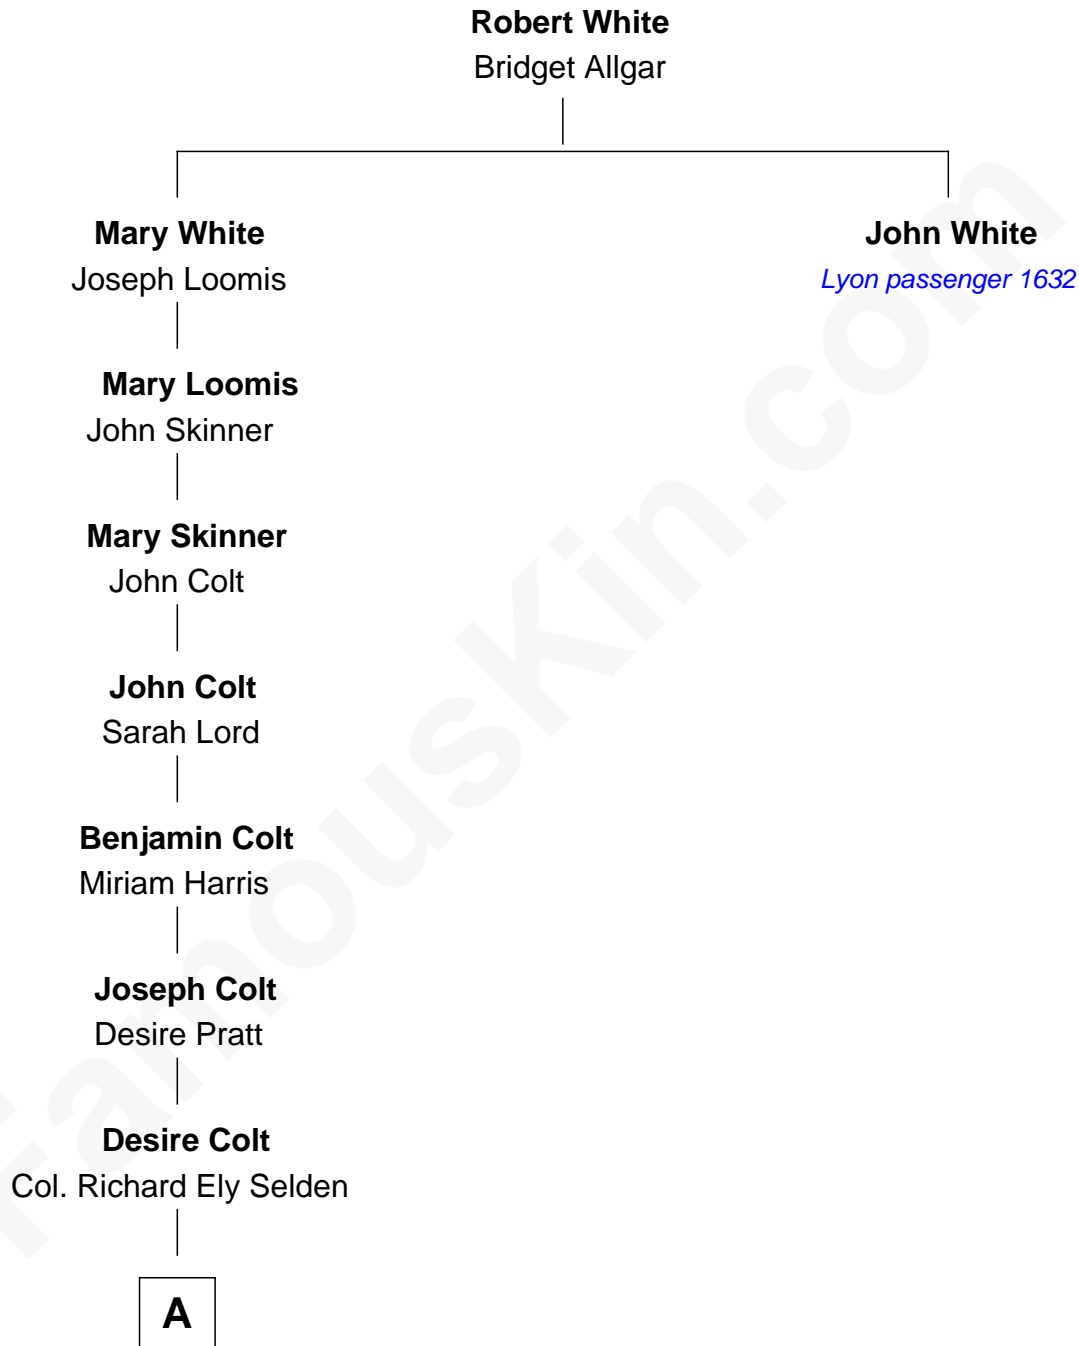 Robert White
Bridget Allgar
Mary White
Joseph Loomis
John White
Lyon passenger 1632
Mary Loomis
John Skinner
Mary Skinner
John Colt
John Colt
Sarah Lord
Benjamin Colt
Miriam Harris
Joseph Colt
Desire Pratt
Desire Colt
Col. Richard Ely Selden
A
FamousKin.com